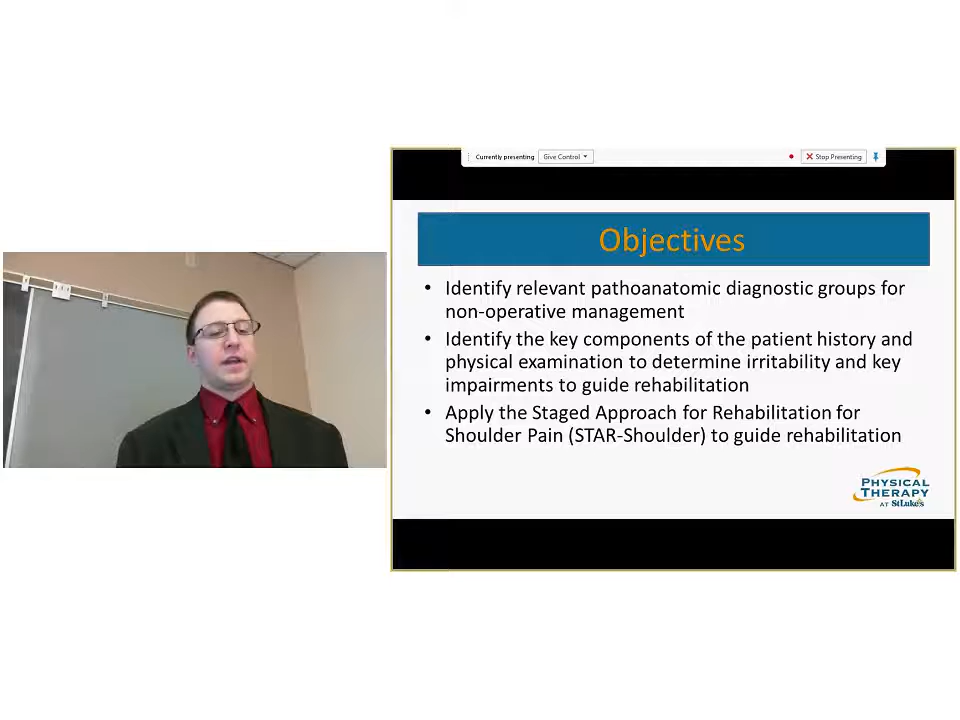 Currently presenting Give Control Stop Presenting
Objectives
• Identify relevant pathoanatomic diagnostic groups for
non-operative management
• Identify the key components of the patient history and
physical examination to determine irritability and key
impairments to guide rehabilitation
• Apply the Staged Approach for Rehabilitation for
Shoulder Pain (STAR-Shoulder) to guide rehabilitation
PHYSICAL
THERAPY
AT StLuke's